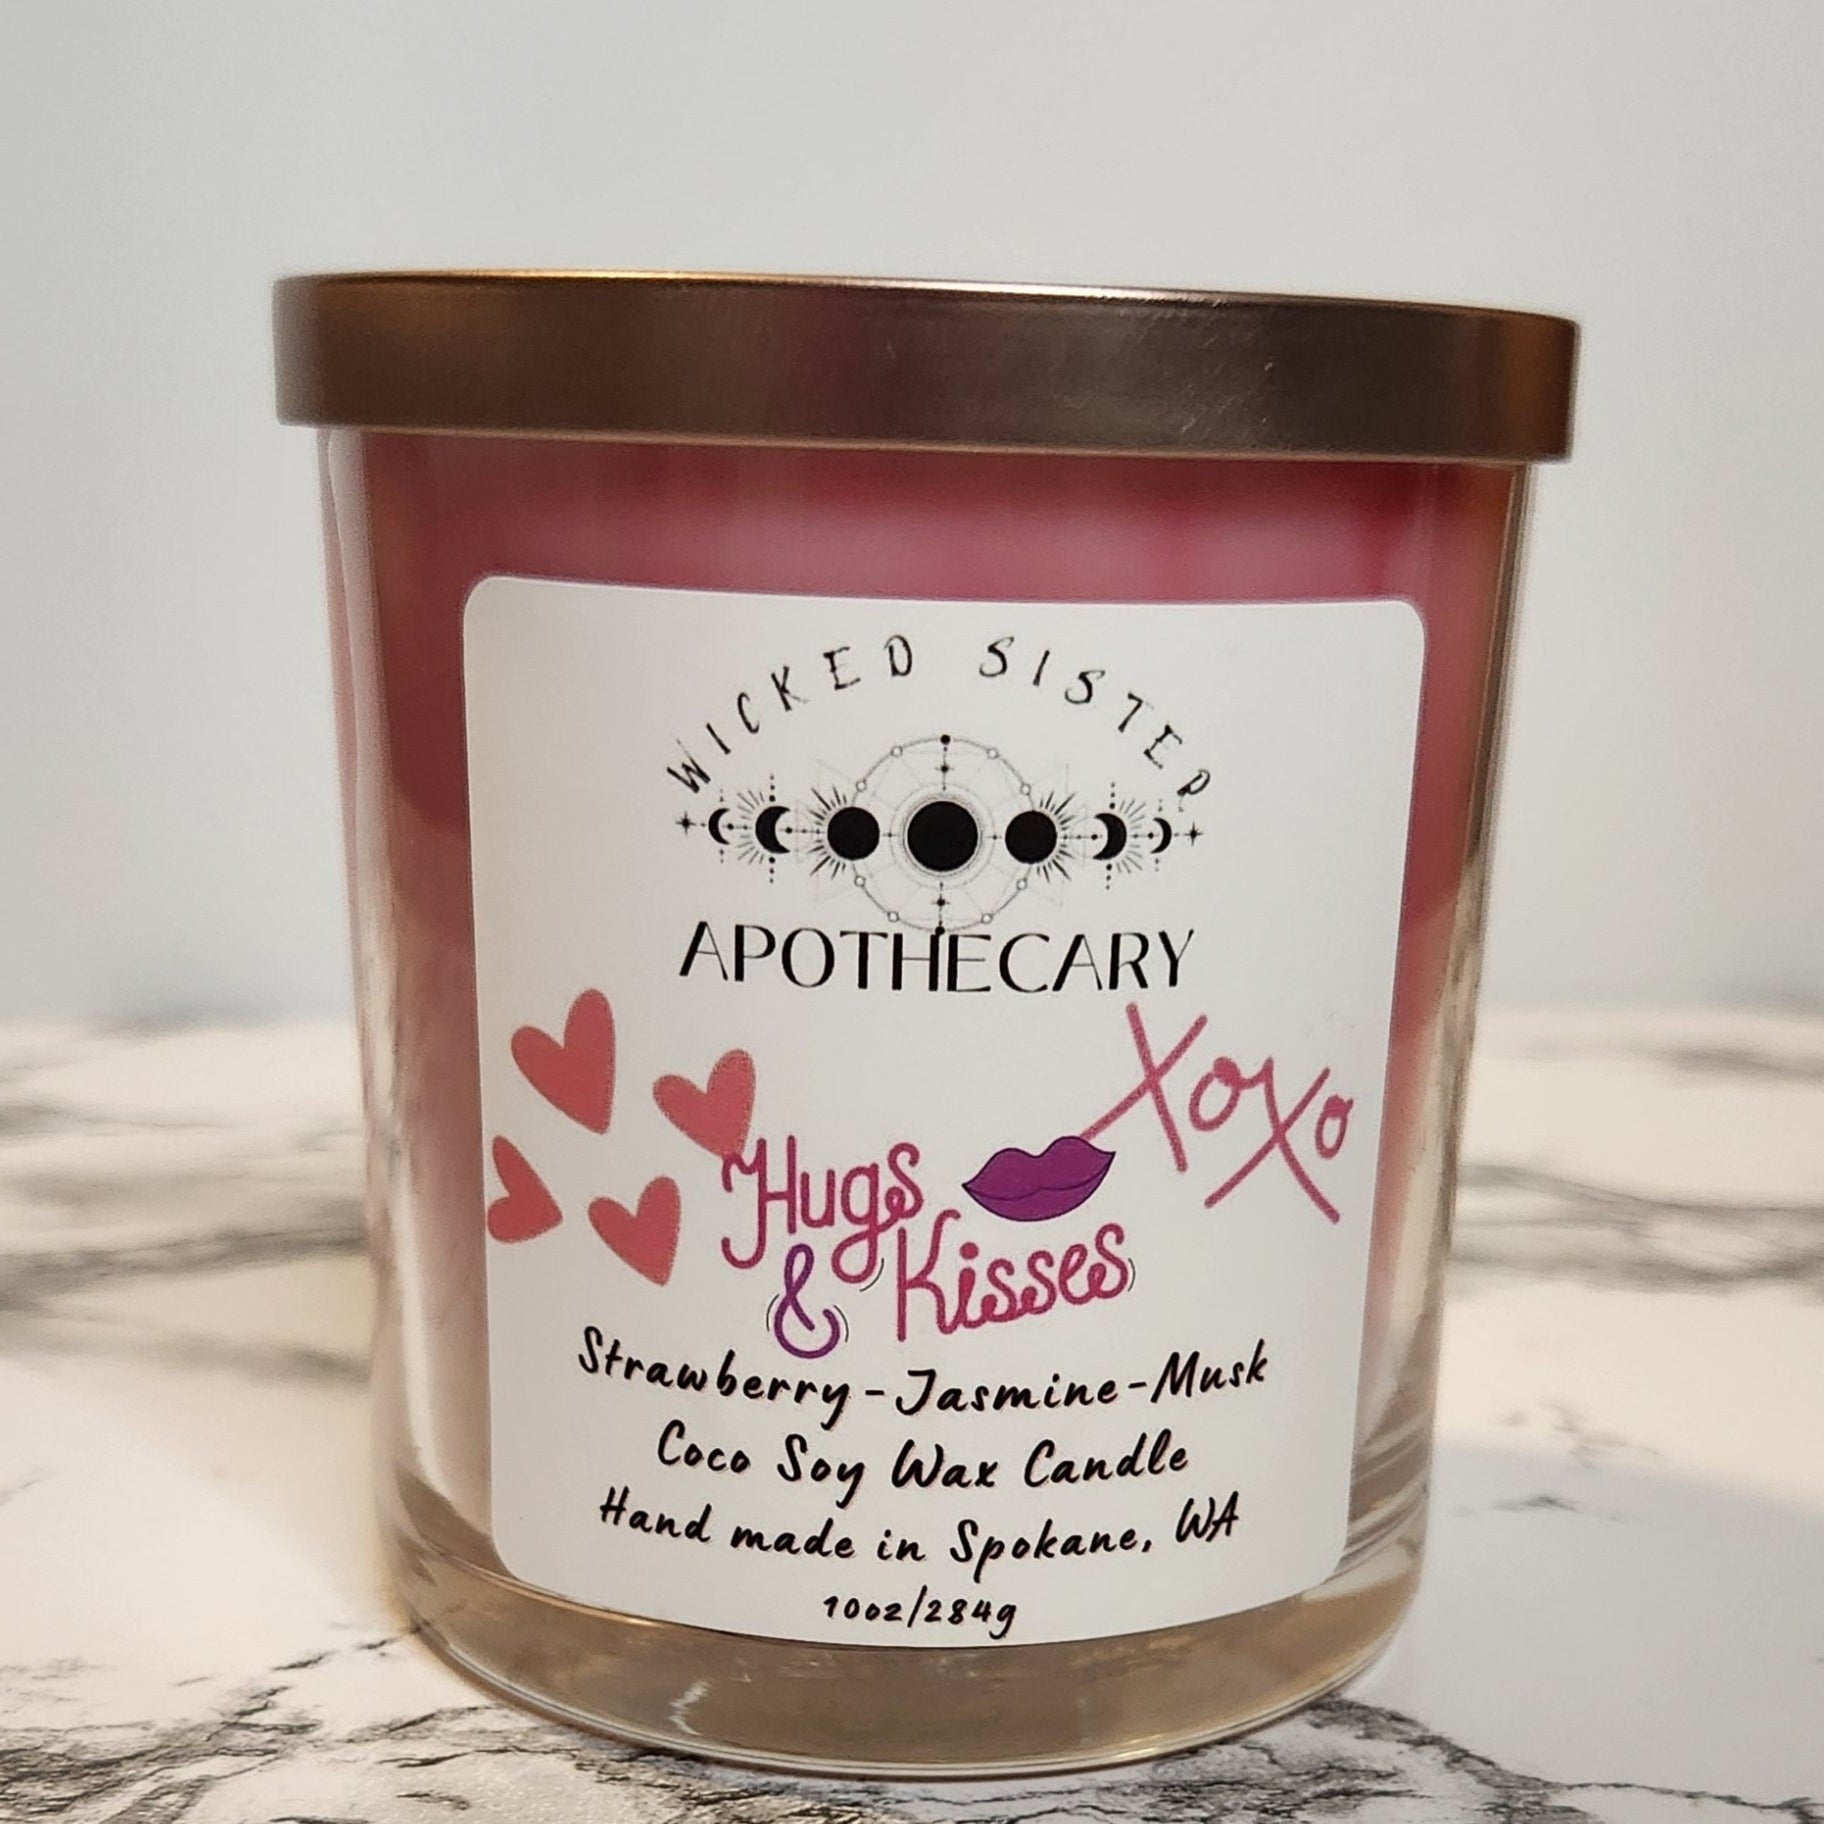 WICKED SISTER
APOTHECARY
XoXo
Hugs
& Kisses
Strawberry-Jasmine-Musk
Coco Soy Wax Candle
Hand made in Spokane, WA
10oz/284g